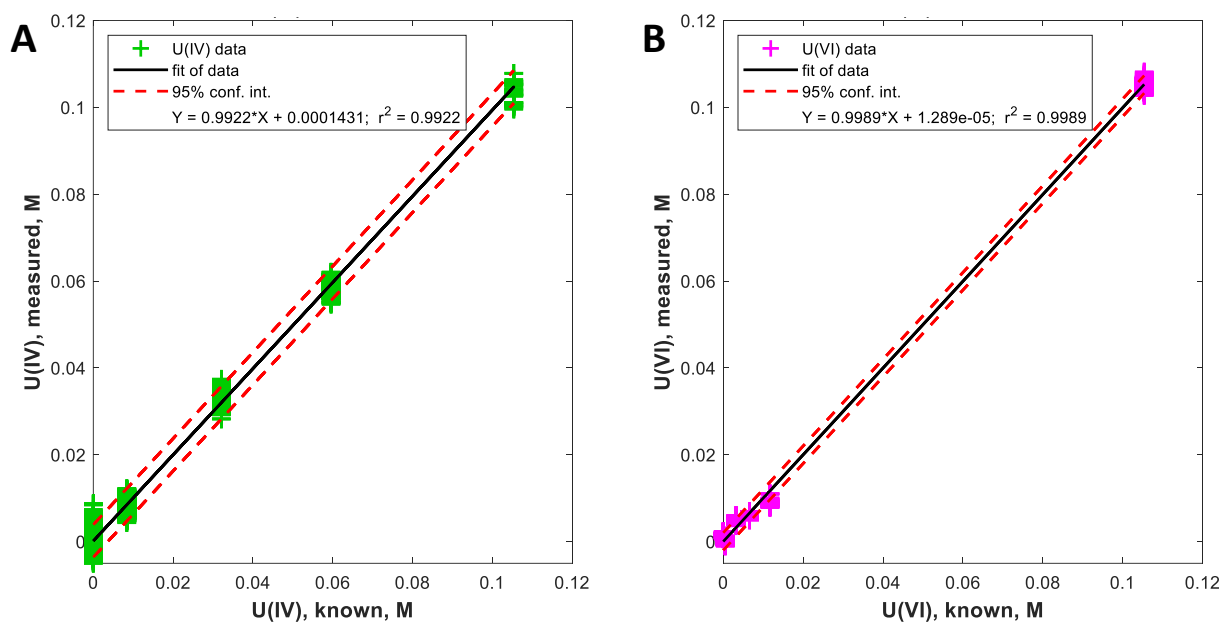 A
U(IV) data
fit of data
95% conf. int.
Y = 0.9922*X + 0.0001431; r² = 0.9922
0.12
0.1
0.08
0.06
0.04
0.02
0
U(IV), measured, M
0 0.02 0.04 0.06 0.08 0.1 0.12
U(IV), known, M
B
U(VI) data
fit of data
95% conf. int.
Y = 0.9989*X + 1.289e-05; r² = 0.9989
0.12
0.1
0.08
0.06
0.04
0.02
0
U(VI), measured, M
0 0.02 0.04 0.06 0.08 0.1 0.12
U(VI), known, M